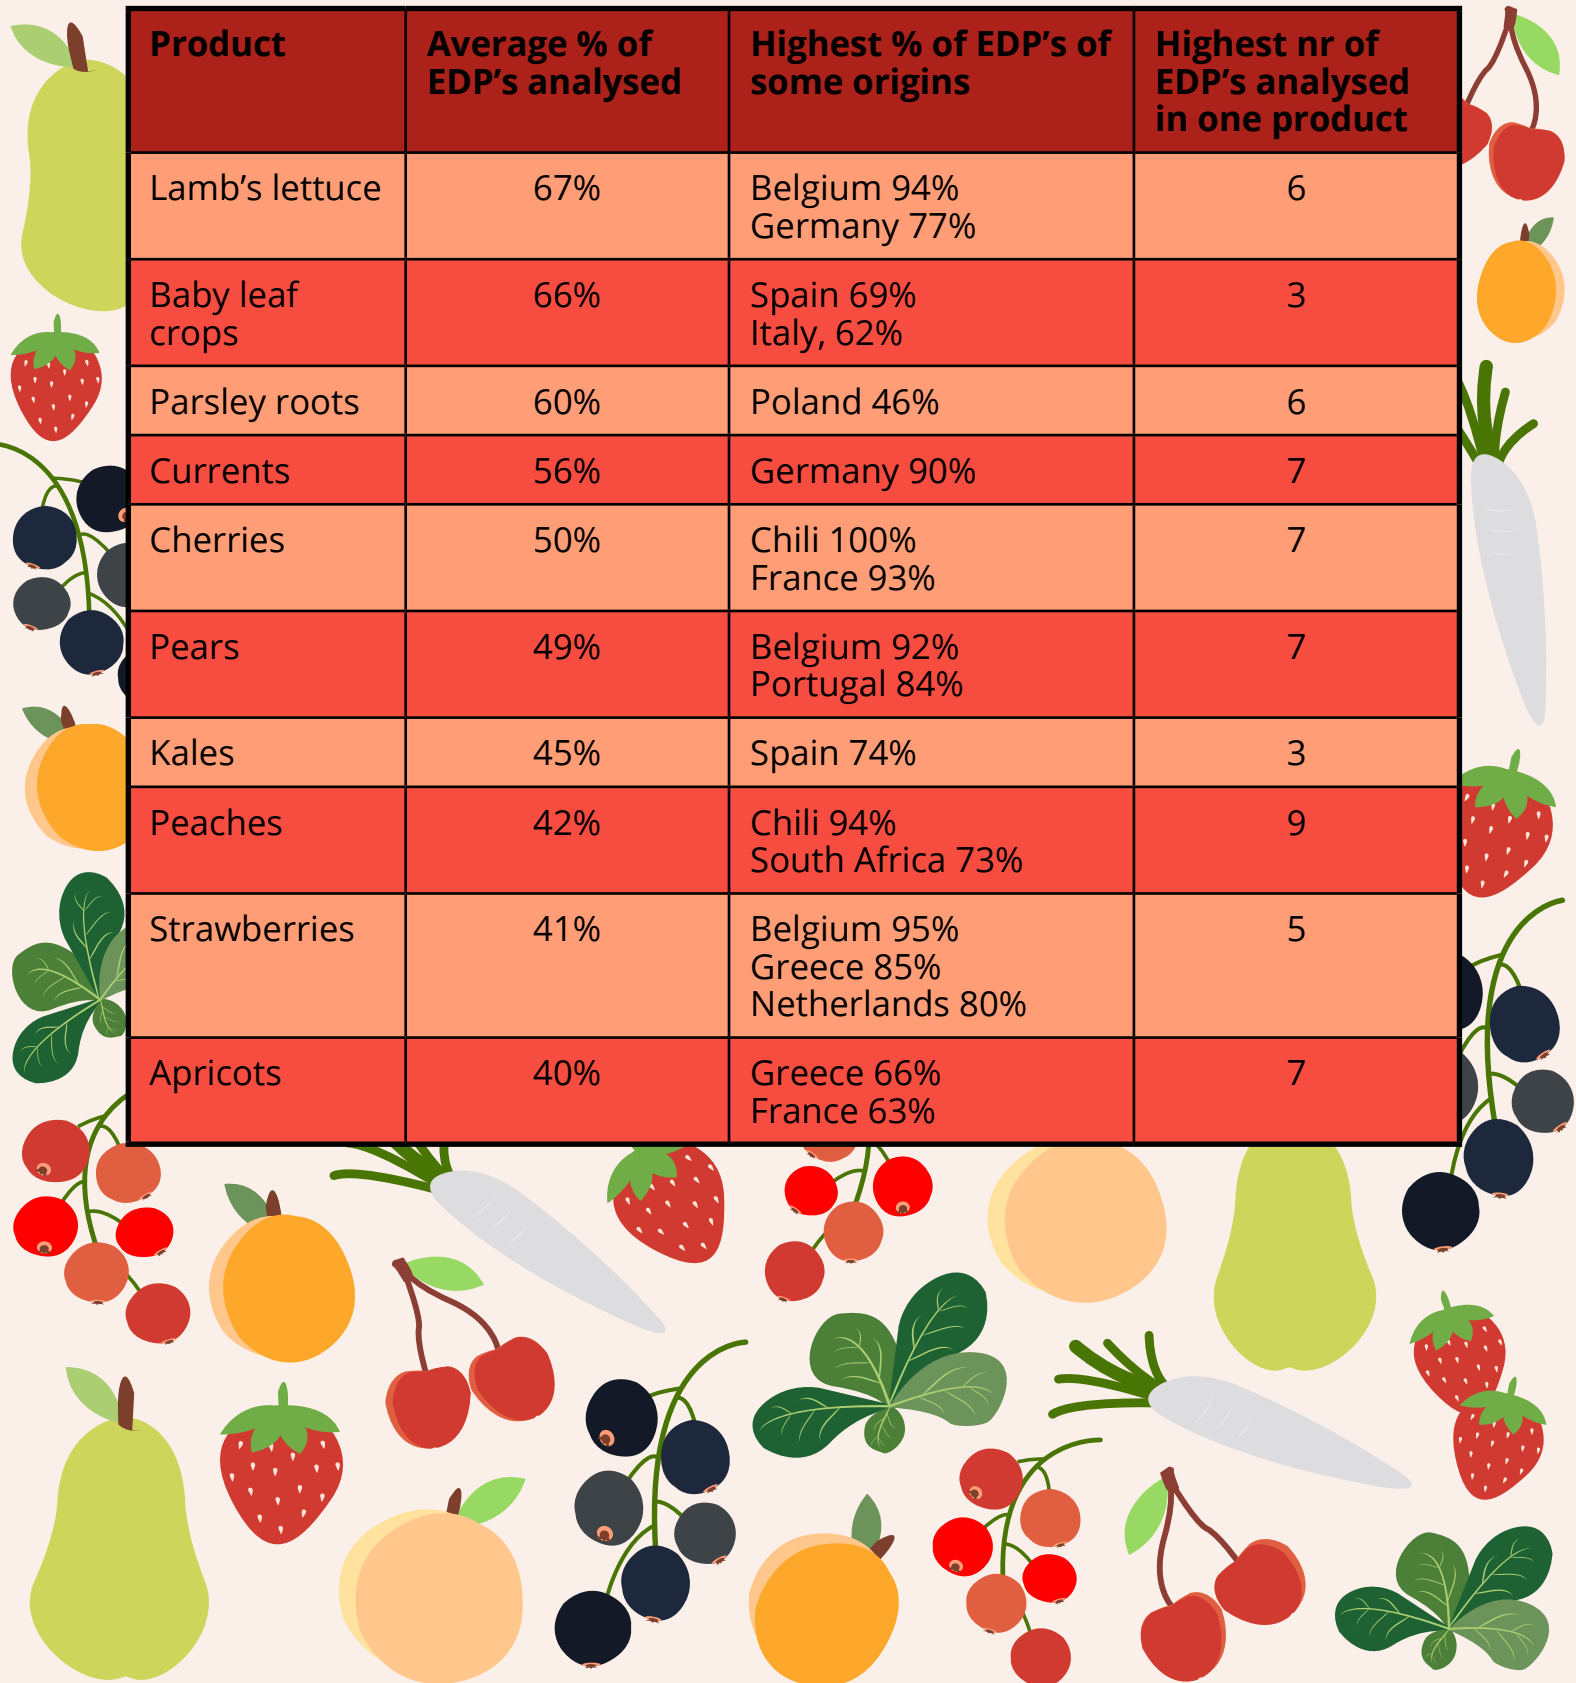 Product
Average % of
EDP's analysed
Highest % of EDP's of
some origins
Highest nr of
EDP's analysed
in one product
Lamb's lettuce
67%
Belgium 94%
Germany 77%
6
Baby leaf
crops
66%
Spain 69%
Italy, 62%
3
Parsley roots
60%
Poland 46%
6
Currents
56%
Germany 90%
7
Cherries
50%
Chili 100%
France 93%
7
Pears
49%
Belgium 92%
Portugal 84%
7
Kales
45%
Spain 74%
3
Peaches
42%
Chili 94%
South Africa 73%
9
Strawberries
41%
Belgium 95%
Greece 85%
Netherlands 80%
5
Apricots
40%
Greece 66%
France 63%
7